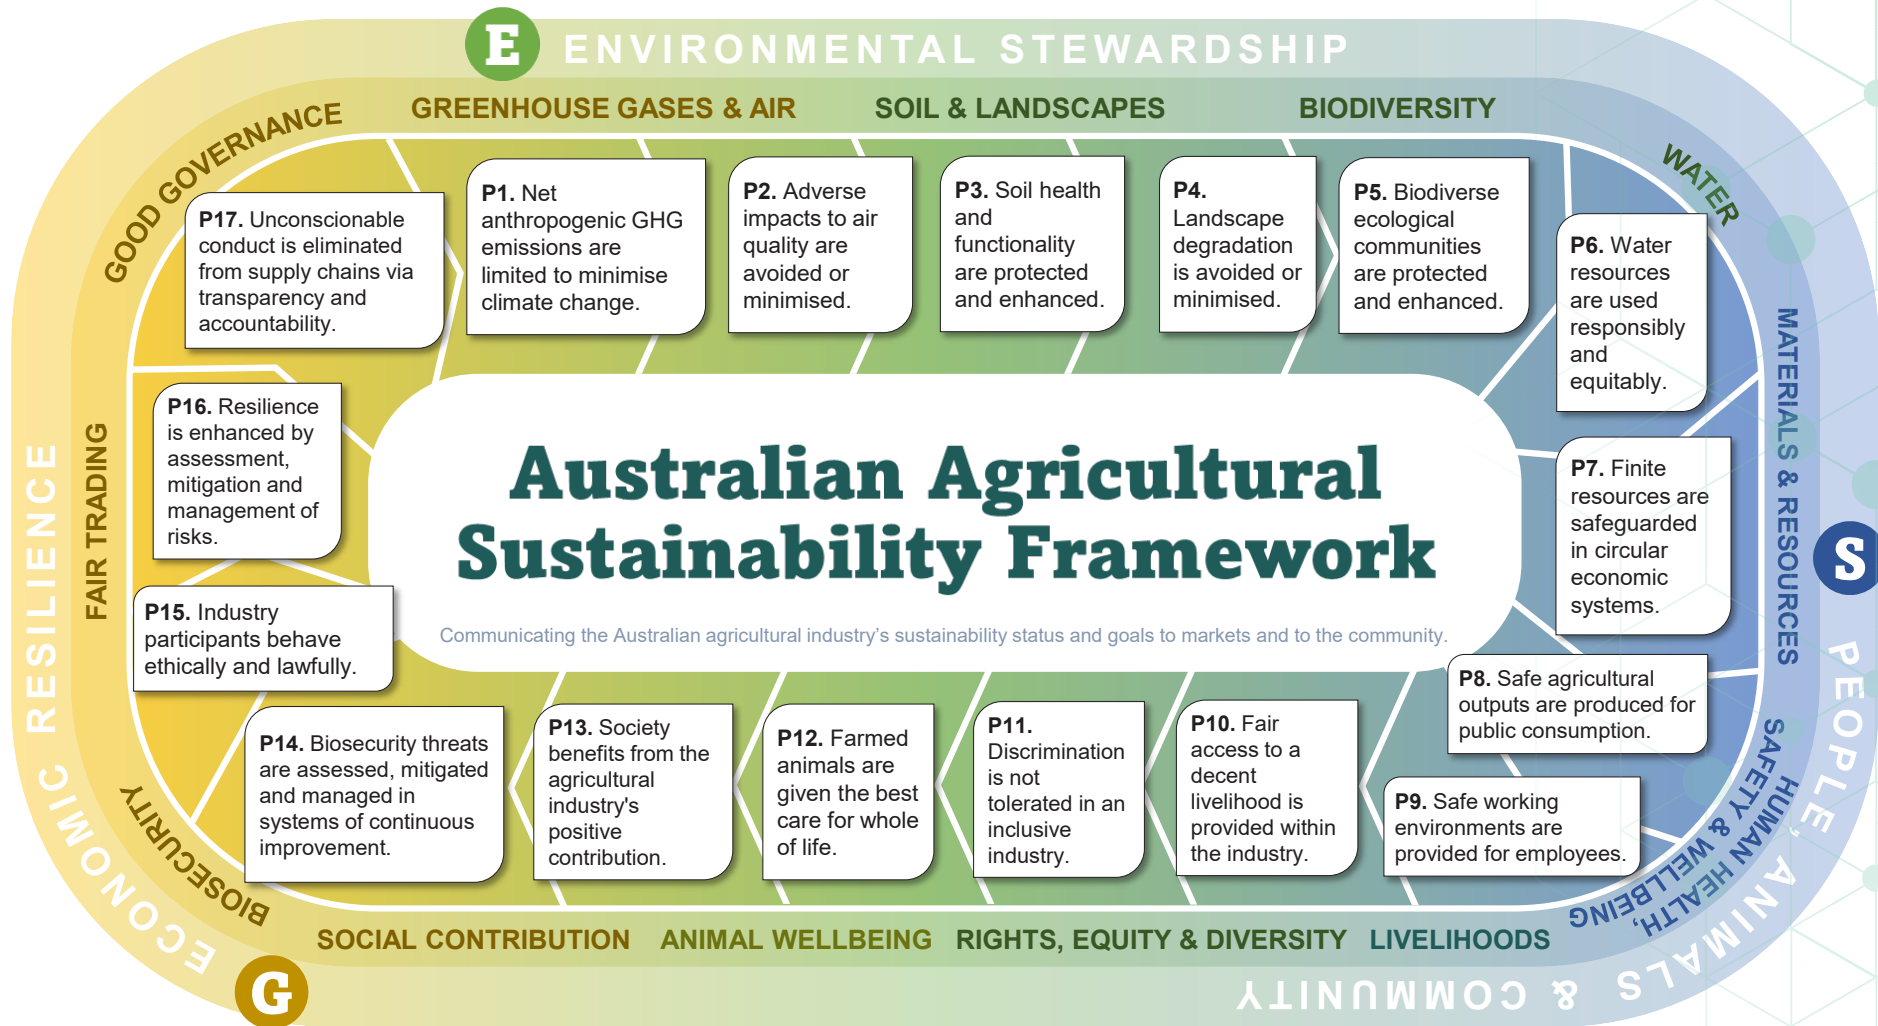 E
ENVIRONMENTAL STEWARDSHIP
GOOD GOVERNANCE
GREENHOUSE GASES & AIR
SOIL & LANDSCAPES
BIODIVERSITY
WATER
P17. Unconscionable
conduct is eliminated
from supply chains via
transparency and
accountability.
P1. Net
anthropogenic GHG
emissions are
limited to minimise
climate change.
P2. Adverse
impacts to air
quality are
avoided or
minimised.
P3. Soil health
and
functionality
are protected
and enhanced.
P4.
Landscape
degradation
is avoided or
minimised.
P5. Biodiverse
ecological
communities
are protected
and enhanced.
P6. Water
resources
are used
responsibly
and
equitably.
MATERIALS & RESOURCES
P7. Finite
resources are
safeguarded
in circular
economic
systems.
S
PEOPLE, ANIMALS & COMMUNITY
Australian Agricultural
Sustainability Framework
Communicating the Australian agricultural industry's sustainability status and goals to markets and to the community.
ECONOMIC RESILIENCE
FAIR TRADING
P16. Resilience
is enhanced by
assessment,
mitigation and
management of
risks.
P15. Industry
participants behave
ethically and lawfully.
P8. Safe agricultural
outputs are produced for
public consumption.
HUMAN HEALTH,
SAFETY & WELLBEING
P9. Safe working
environments are
provided for employees.
P10. Fair
access to a
decent
livelihood is
provided within
the industry.
P11.
Discrimination
is not
tolerated in an
inclusive
industry.
P12. Farmed
animals are
given the best
care for whole
of life.
P13. Society
benefits from the
agricultural
industry's
positive
contribution.
P14. Biosecurity threats
are assessed, mitigated
and managed in
systems of continuous
improvement.
BIOSECURITY
SOCIAL CONTRIBUTION
ANIMAL WELLBEING
RIGHTS, EQUITY & DIVERSITY
LIVELIHOODS
G